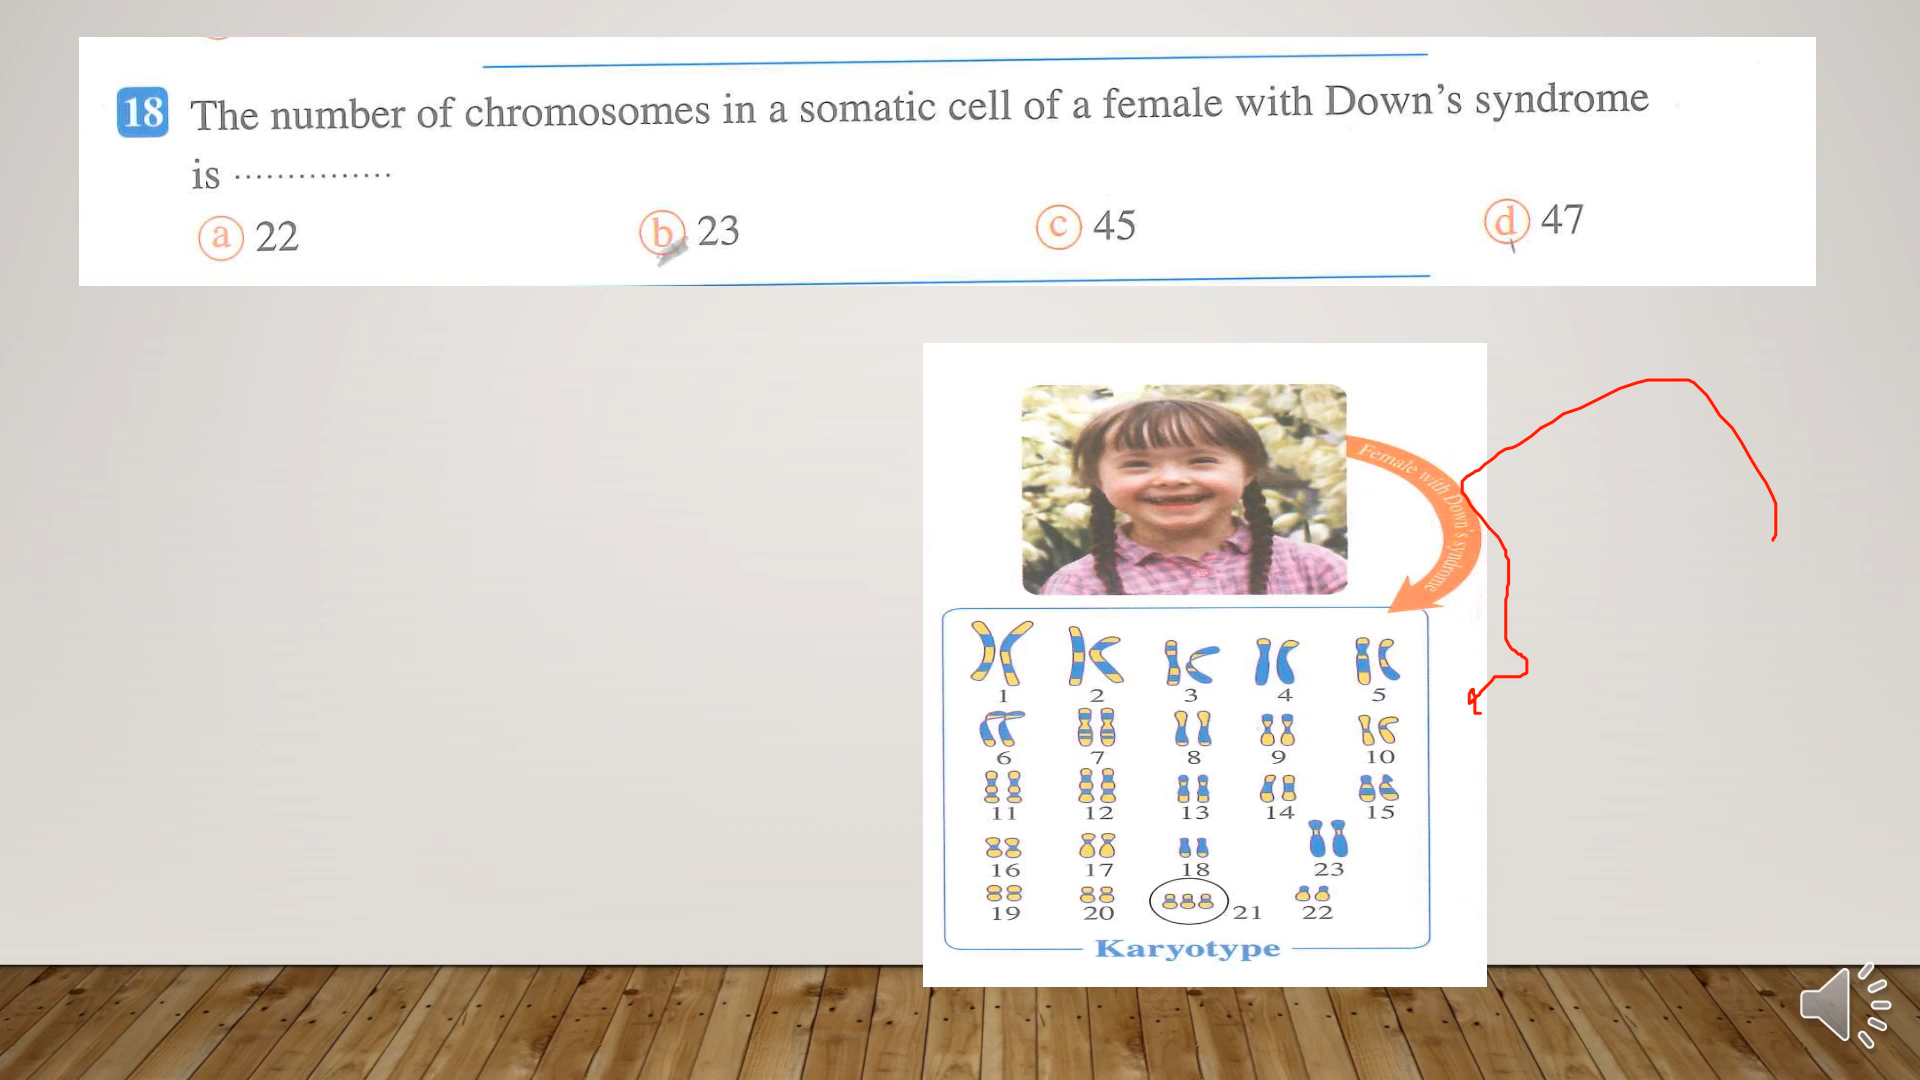 18 The number of chromosomes in a somatic cell of a female with Down's syndrome
is ...............
a 22 b 23 c 45 d 47
Female with Down's syndrome
1 2 3 4 5
6 7 8 9 10
11 12 13 14 15
16 17 18 23
19 20 21 22
Karyotype